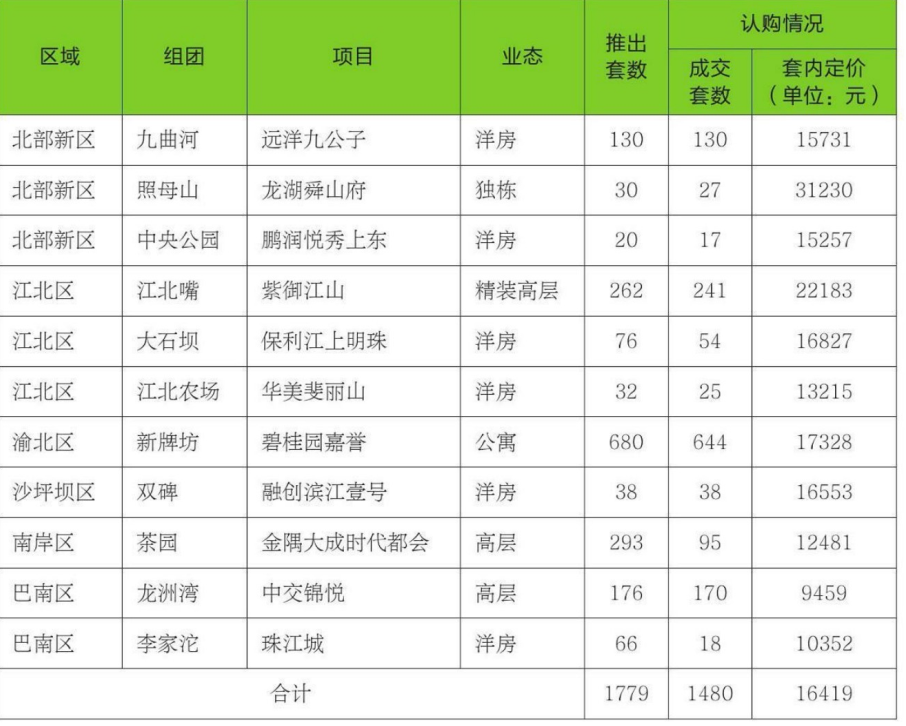 区域 组团 项目 业态 推出套数 认购情况
成交套数 套内定价（单位：元）
北部新区 九曲河 远洋九公子 洋房 130 130 15731
北部新区 照母山 龙湖舜山府 独栋 30 27 31230
北部新区 中央公园 鹏润悦秀上东 洋房 20 17 15257
江北区 江北嘴 紫御江山 精装高层 262 241 22183
江北区 大石坝 保利江上明珠 洋房 76 54 16827
江北区 江北农场 华美斐丽山 洋房 32 25 13215
渝北区 新牌坊 碧桂园嘉誉 公寓 680 644 17328
沙坪坝区 双碑 融创滨江壹号 洋房 38 38 16553
南岸区 茶园 金隅大成时代都会 高层 293 95 12481
巴南区 龙洲湾 中交锦悦 高层 176 170 9459
巴南区 李家沱 珠江城 洋房 66 18 10352
合计 1779 1480 16419